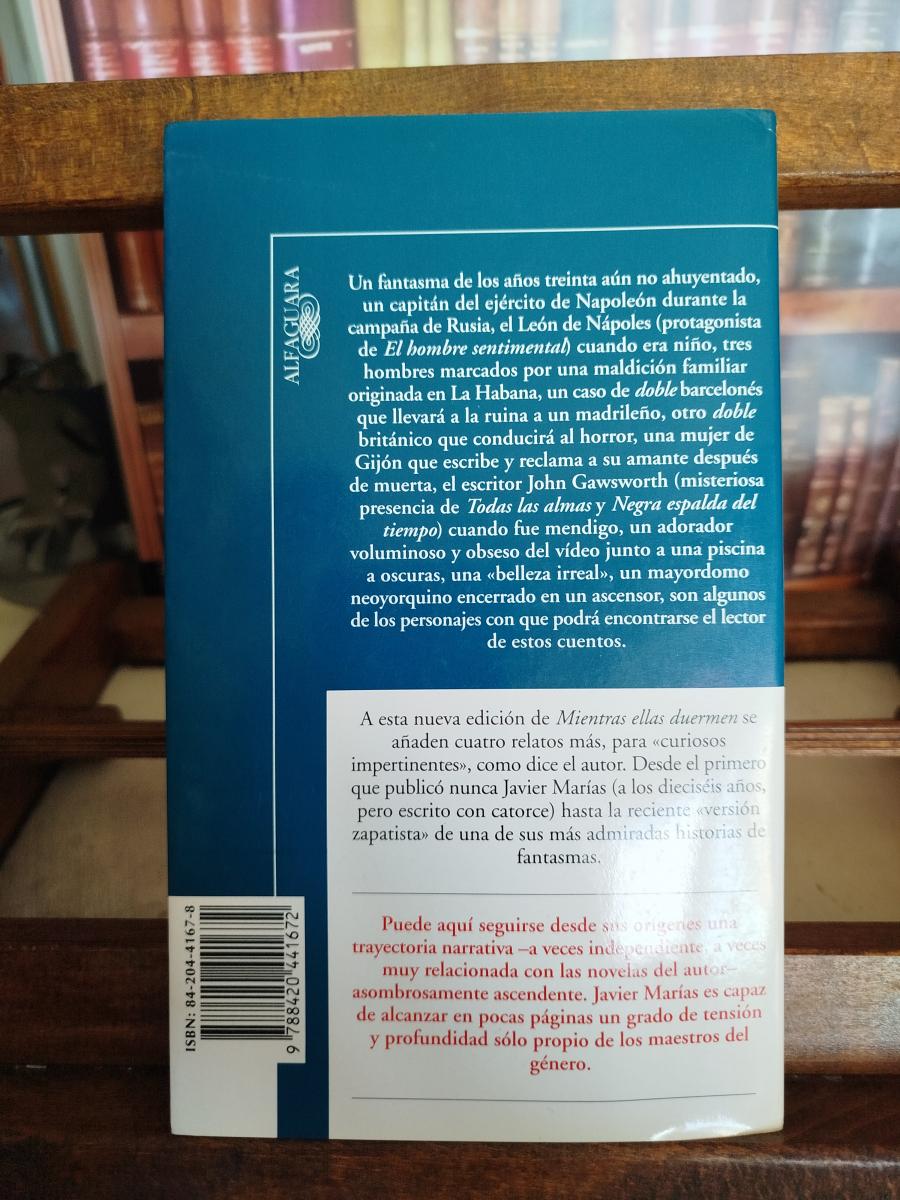 ALFAGUARA
Un fantasma de los años treinta aún no ahuyentado,
un capitán del ejército de Napoleón durante la
campaña de Rusia, el León de Nápoles (protagonista
de El hombre sentimental) cuando era niño, tres
hombres marcados por una maldición familiar
originada en La Habana, un caso de doble barcelonés
que llevará a la ruina a un madrileño, otro doble
británico que conducirá al horror, una mujer de
Gijón que escribe y reclama a su amante después
de muerta, el escritor John Gawsworth (misteriosa
presencia de Todas las almas y Negra espalda del
tiempo) cuando fue mendigo, un adorador
voluminoso y obseso del vídeo junto a una piscina
a oscuras, una «belleza irreal», un mayordomo
neoyorquino encerrado en un ascensor, son algunos
de los personajes con que podrá encontrarse el lector
de estos cuentos.
A esta nueva edición de Mientras ellas duermen se
añaden cuatro relatos más, para «curiosos
impertinentes», como dice el autor. Desde el primero
que publicó nunca Javier Marías (a los dieciséis años,
pero escrito con catorce) hasta la reciente «versión
zapatista» de una de sus más admiradas historias de
fantasmas.
Puede aquí seguirse desde sus orígenes una
trayectoria narrativa –a veces independiente, a veces
muy relacionada con las novelas del autor–
asombrosamente ascendente. Javier Marías es capaz
de alcanzar en pocas páginas un grado de tensión
y profundidad sólo propio de los maestros del
género.
ISBN: 84-204-4167-8
9 788420 441672